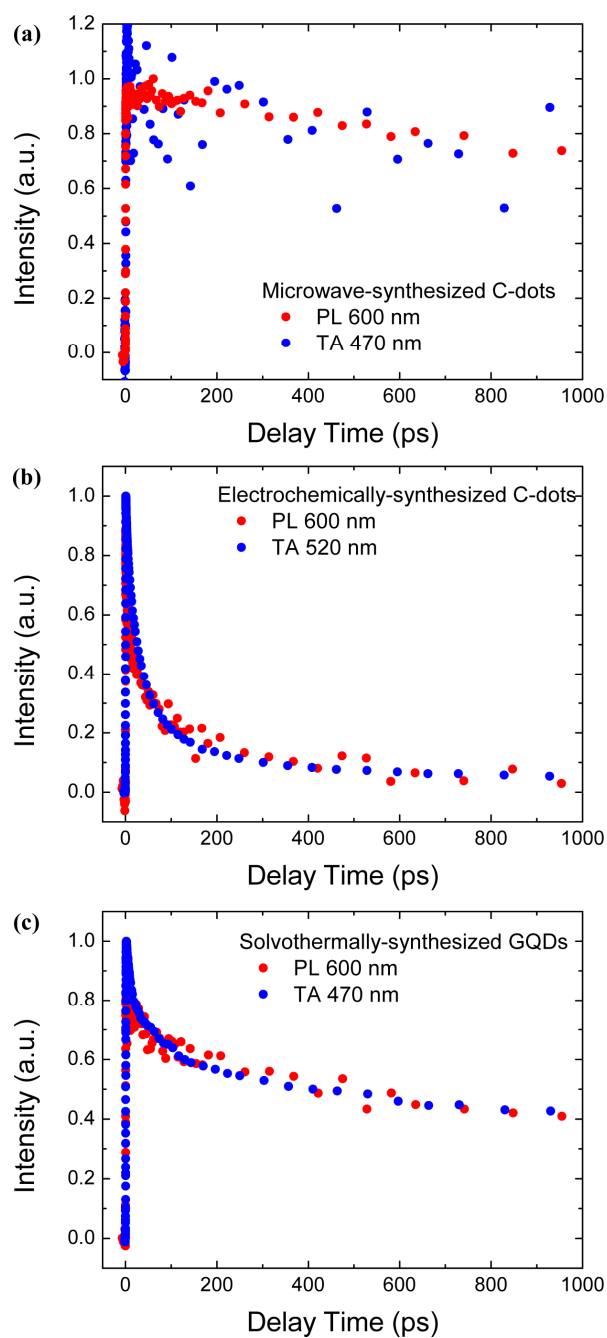 (a)
1.2
1.0
0.8
0.6
0.4
0.2
0.0
Intensity (a.u.)
Microwave-synthesized C-dots
PL 600 nm
TA 470 nm
0 200 400 600 800 1000
Delay Time (ps)
(b)
1.0
0.8
0.6
0.4
0.2
0.0
Intensity (a.u.)
Electrochemically-synthesized C-dots
PL 600 nm
TA 520 nm
0 200 400 600 800 1000
Delay Time (ps)
(c)
1.0
0.8
0.6
0.4
0.2
0.0
Intensity (a.u.)
Solvothermally-synthesized GQDs
PL 600 nm
TA 470 nm
0 200 400 600 800 1000
Delay Time (ps)